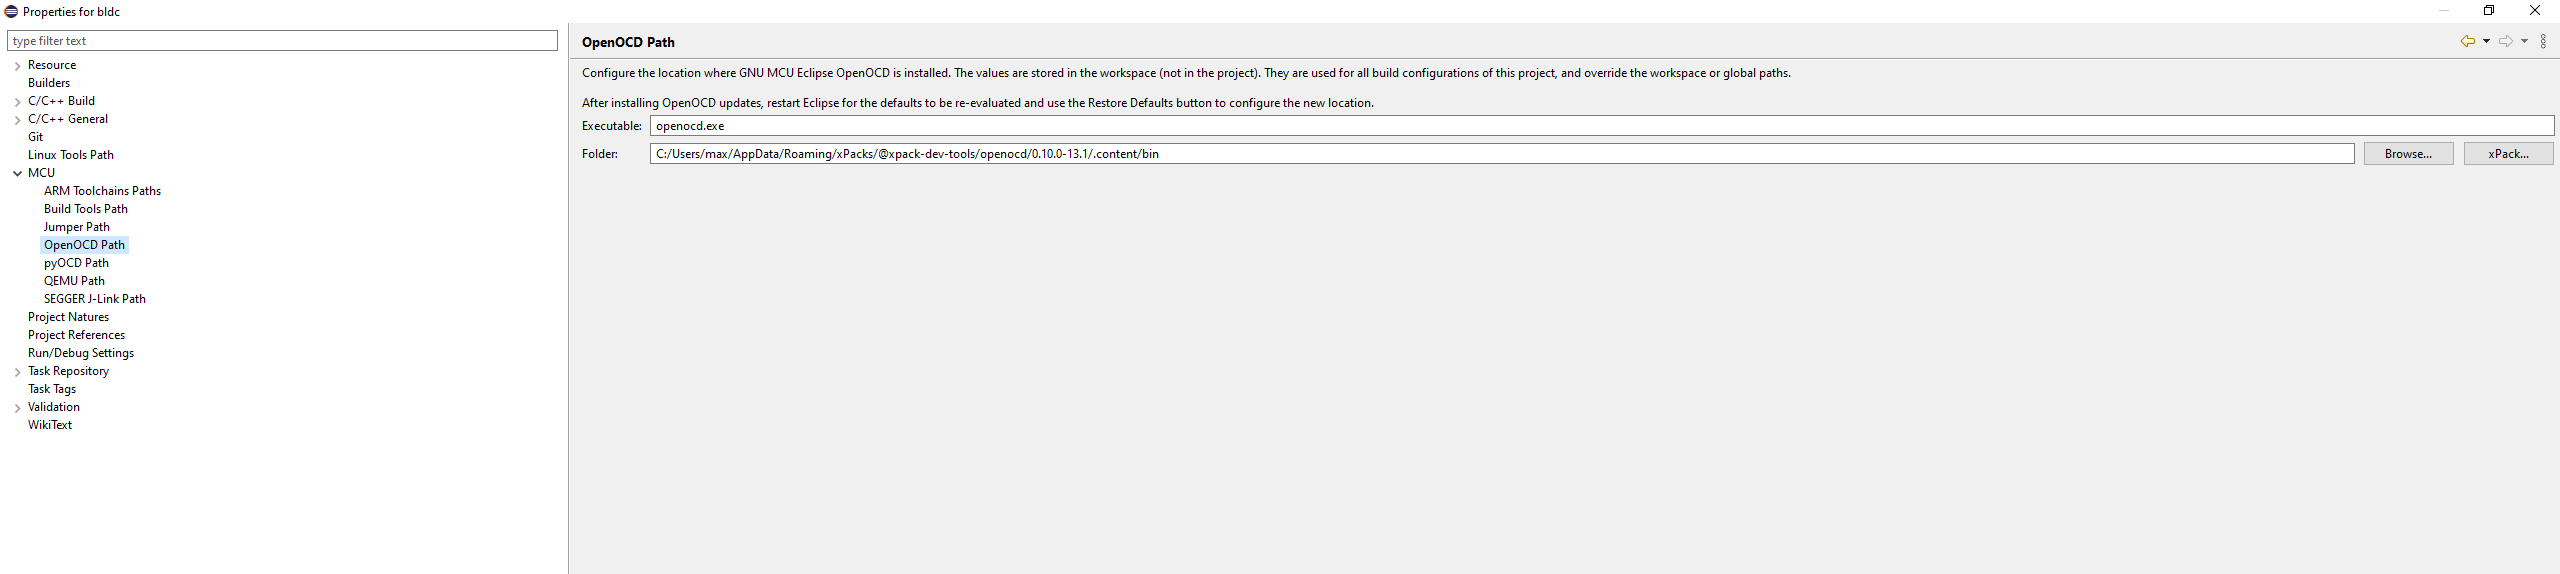 Properties for bldc
type filter text
Resource
Builders
C/C++ Build
C/C++ General
Git
Linux Tools Path
MCU
ARM Toolchains Paths
Build Tools Path
Jumper Path
OpenOCD Path
pyOCD Path
QEMU Path
SEGGER J-Link Path
Project Natures
Project References
Run/Debug Settings
Task Repository
Task Tags
Validation
WikiText
OpenOCD Path
Configure the location where GNU MCU Eclipse OpenOCD is installed. The values are stored in the workspace (not in the project). They are used for all build configurations of this project, and override the workspace or global paths.
After installing OpenOCD updates, restart Eclipse for the defaults to be re-evaluated and use the Restore Defaults button to configure the new location.
Executable: openocd.exe
Folder: C:/Users/max/AppData/Roaming/xPacks/@xpack-dev-tools/openocd/0.10.0-13.1/.content/bin Browse... xPack...